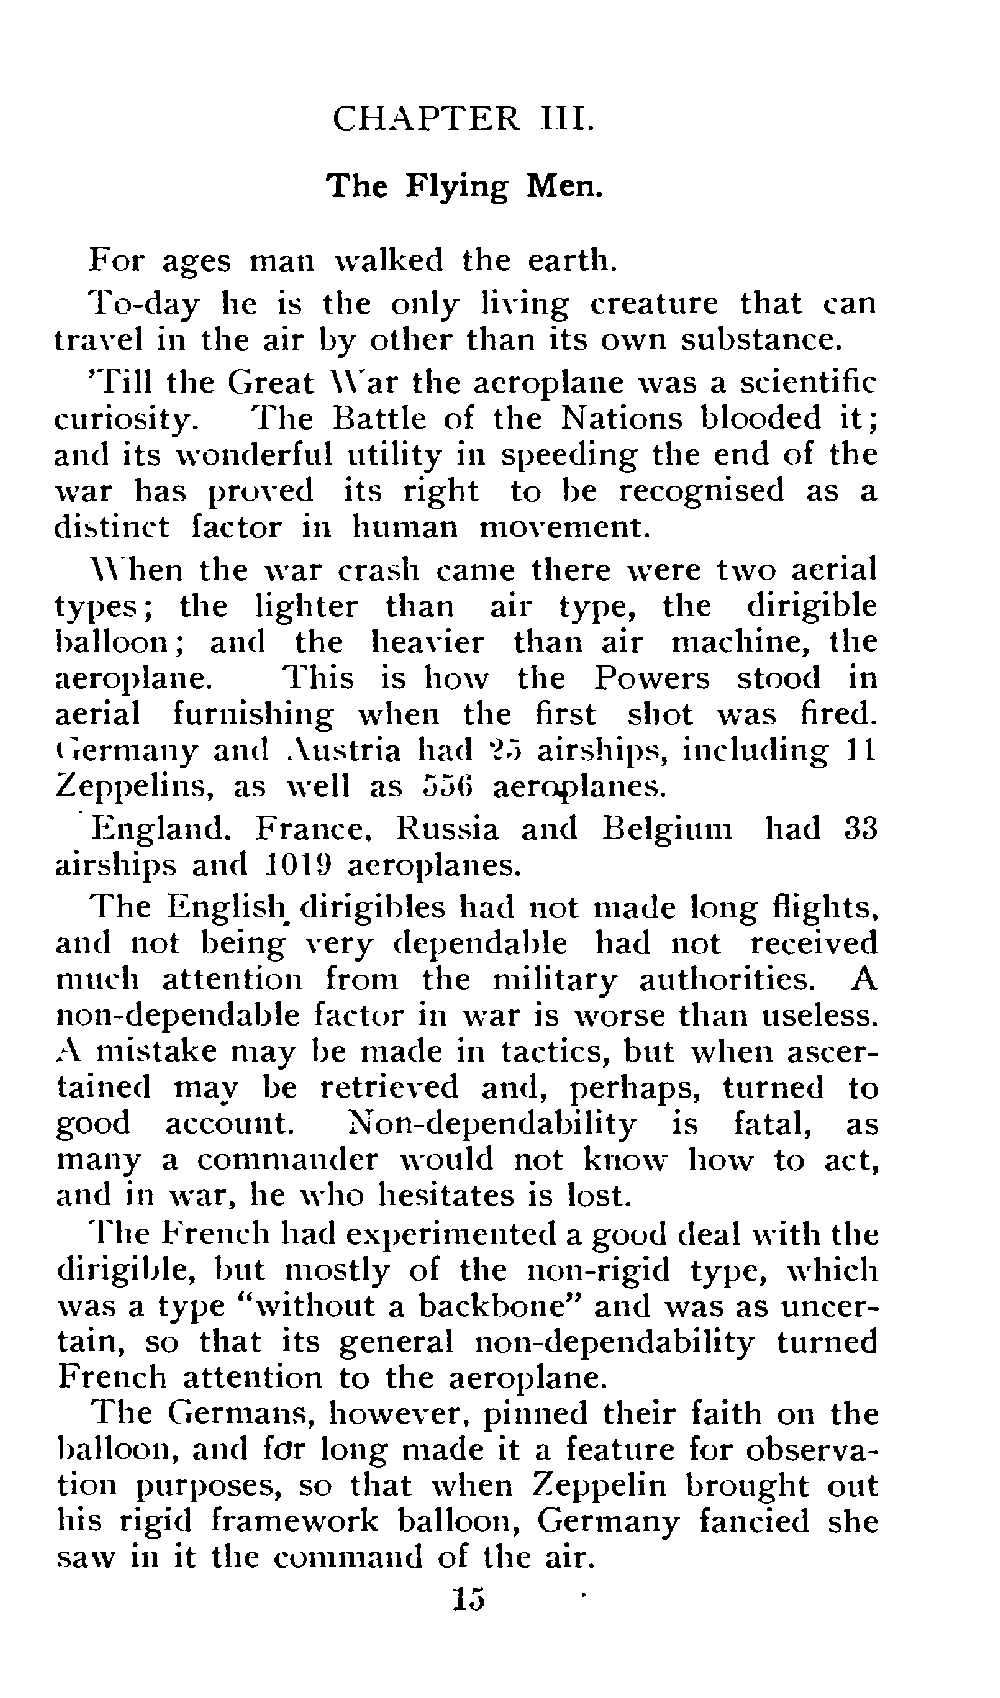 CHAPTER III.
The Flying Men.
For ages man walked the earth.
To-day he is the only living creature that can
travel in the air by other than its own substance.
'Till the Great War the aeroplane was a scientific
curiosity. The Battle of the Nations blooded it;
and its wonderful utility in speeding the end of the
war has proved its right to be recognised as a
distinct factor in human movement.
When the war crash came there were two aerial
types; the lighter than air type, the dirigible
balloon; and the heavier than air machine, the
aeroplane. This is how the Powers stood in
aerial furnishing when the first shot was fired.
Germany and Austria had 25 airships, including 11
Zeppelins, as well as 556 aeroplanes.
England. France, Russia and Belgium had 33
airships and 1019 aeroplanes.
The English dirigibles had not made long flights,
and not being very dependable had not received
much attention from the military authorities. A
non-dependable factor in war is worse than useless.
A mistake may be made in tactics, but when ascer-
tained may be retrieved and, perhaps, turned to
good account. Non-dependability is fatal, as
many a commander would not know how to act,
and in war, he who hesitates is lost.
The French had experimented a good deal with the
dirigible, but mostly of the non-rigid type, which
was a type "without a backbone" and was as uncer-
tain, so that its general non-dependability turned
French attention to the aeroplane.
The Germans, however, pinned their faith on the
balloon, and for long made it a feature for observa-
tion purposes, so that when Zeppelin brought out
his rigid framework balloon, Germany fancied she
saw in it the command of the air.
15